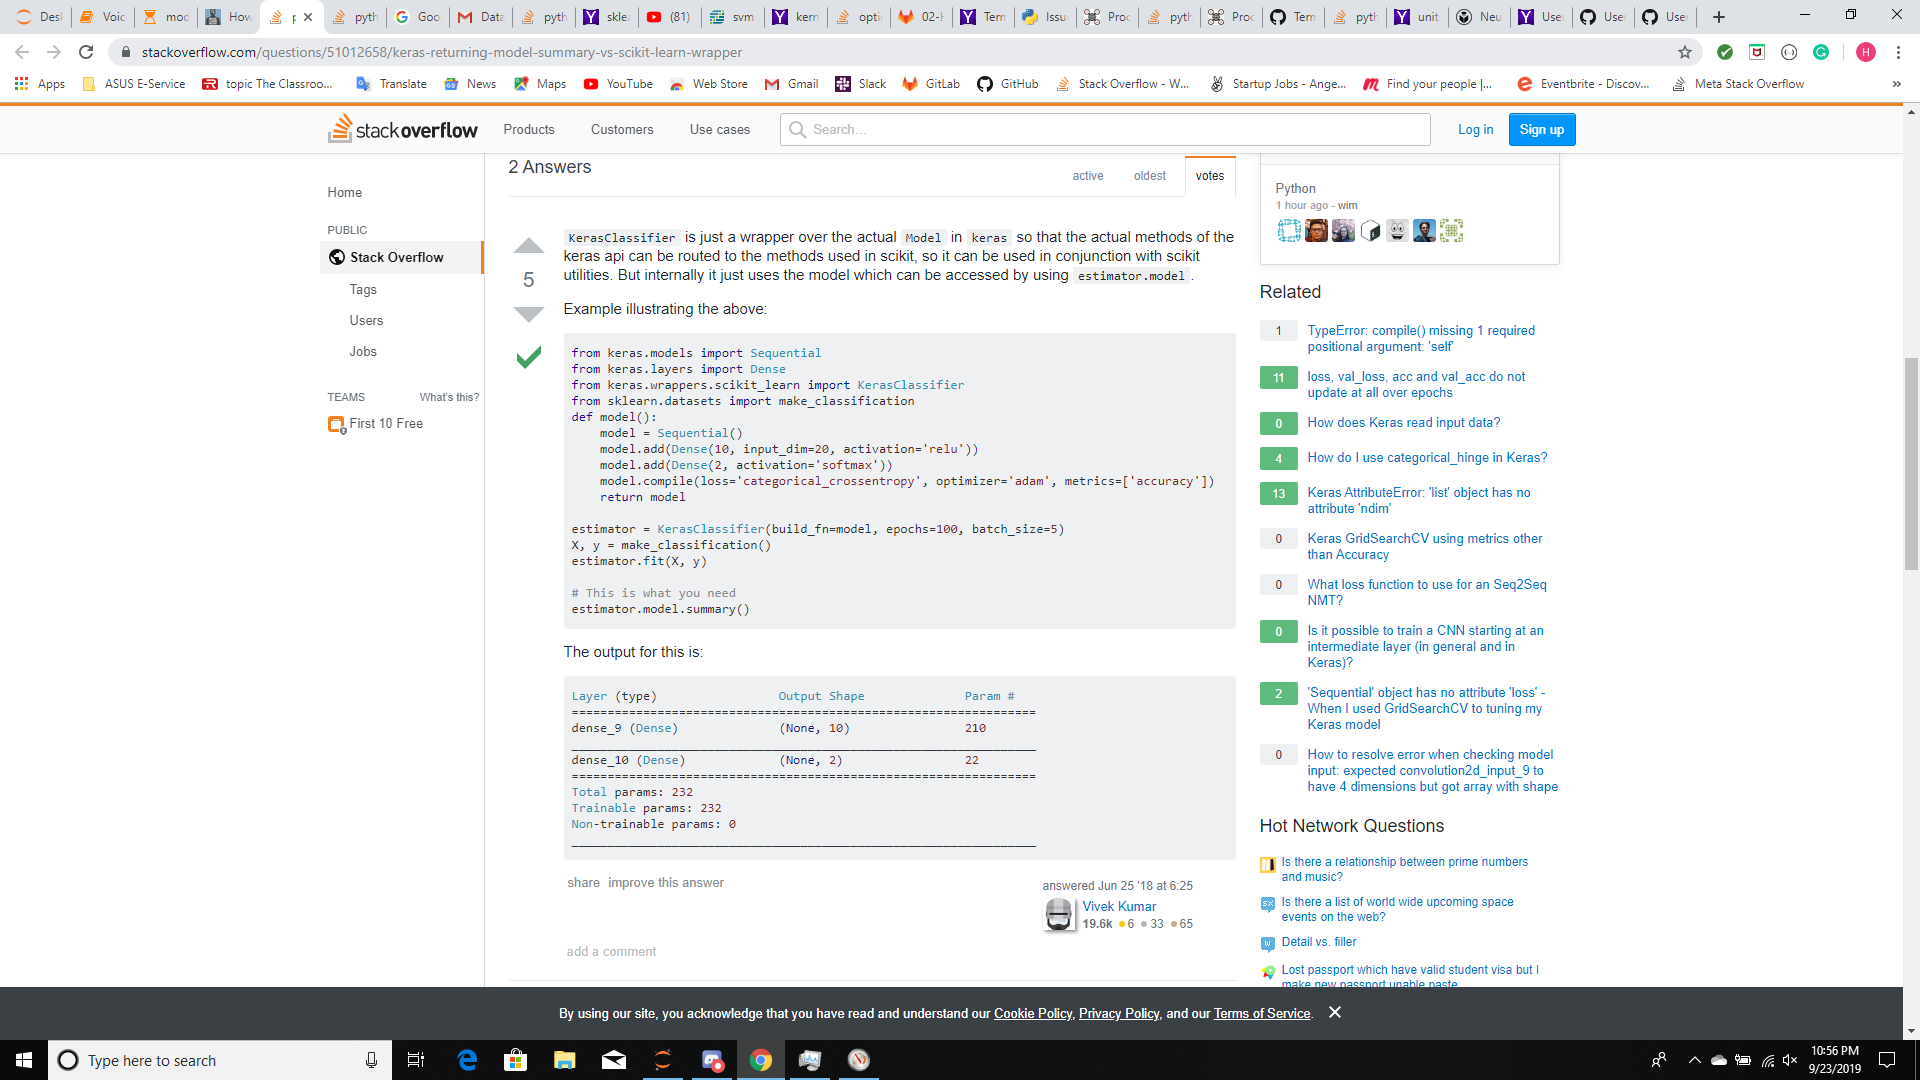 Desk
Voic
mod
How
p
pyth
Goo
Data
pyth
skle
(81)
svm
kern
opti
02-H
Tern
Issu
Proc
pyth
Proc
Tern
pyth
unit
Neu
User
User
User
stackoverflow.com/questions/51012658/keras-returning-model-summary-vs-scikit-learn-wrapper
H
Apps
ASUS E-Service
topic The Classroo...
Translate
News
Maps
YouTube
Web Store
Gmail
Slack
GitLab
GitHub
Stack Overflow - W...
Startup Jobs - Ange...
Find your people |...
Eventbrite - Discov...
Meta Stack Overflow
»
stackoverflow
Products
Customers
Use cases
Search...
Log in
Sign up
Home
PUBLIC
Stack Overflow
Tags
Users
Jobs
TEAMS What's this?
First 10 Free
2 Answers
active oldest votes
5
KerasClassifier is just a wrapper over the actual Model in keras so that the actual methods of the
keras api can be routed to the methods used in scikit, so it can be used in conjunction with scikit
utilities. But internally it just uses the model which can be accessed by using estimator.model .
Example illustrating the above:
from keras.models import Sequential
from keras.layers import Dense
from keras.wrappers.scikit_learn import KerasClassifier
from sklearn.datasets import make_classification
def model():
    model = Sequential()
    model.add(Dense(10, input_dim=20, activation='relu'))
    model.add(Dense(2, activation='softmax'))
    model.compile(loss='categorical_crossentropy', optimizer='adam', metrics=['accuracy'])
    return model
estimator = KerasClassifier(build_fn=model, epochs=100, batch_size=5)
X, y = make_classification()
estimator.fit(X, y)
# This is what you need
estimator.model.summary()
The output for this is:
Layer (type)                 Output Shape              Param #
=================================================================
dense_9 (Dense)              (None, 10)                210
_________________________________________________________________
dense_10 (Dense)             (None, 2)                 22
=================================================================
Total params: 232
Trainable params: 232
Non-trainable params: 0
_________________________________________________________________
share improve this answer
answered Jun 25 '18 at 6:25
Vivek Kumar
19.6k 6 33 65
add a comment
Python
1 hour ago - wim
Related
1 TypeError: compile() missing 1 required
positional argument: 'self'
11 loss, val_loss, acc and val_acc do not
update at all over epochs
0 How does Keras read input data?
4 How do I use categorical_hinge in Keras?
13 Keras AttributeError: 'list' object has no
attribute 'ndim'
0 Keras GridSearchCV using metrics other
than Accuracy
0 What loss function to use for an Seq2Seq
NMT?
0 Is it possible to train a CNN starting at an
intermediate layer (in general and in
Keras)?
2 'Sequential' object has no attribute 'loss' -
When I used GridSearchCV to tuning my
Keras model
0 How to resolve error when checking model
input: expected convolution2d_input_9 to
have 4 dimensions but got array with shape
Hot Network Questions
Is there a relationship between prime numbers
and music?
Is there a list of world wide upcoming space
events on the web?
Detail vs. filler
Lost passport which have valid student visa but I
make new passport unable paste
By using our site, you acknowledge that you have read and understand our Cookie Policy, Privacy Policy, and our Terms of Service.
Type here to search
10:56 PM
9/23/2019